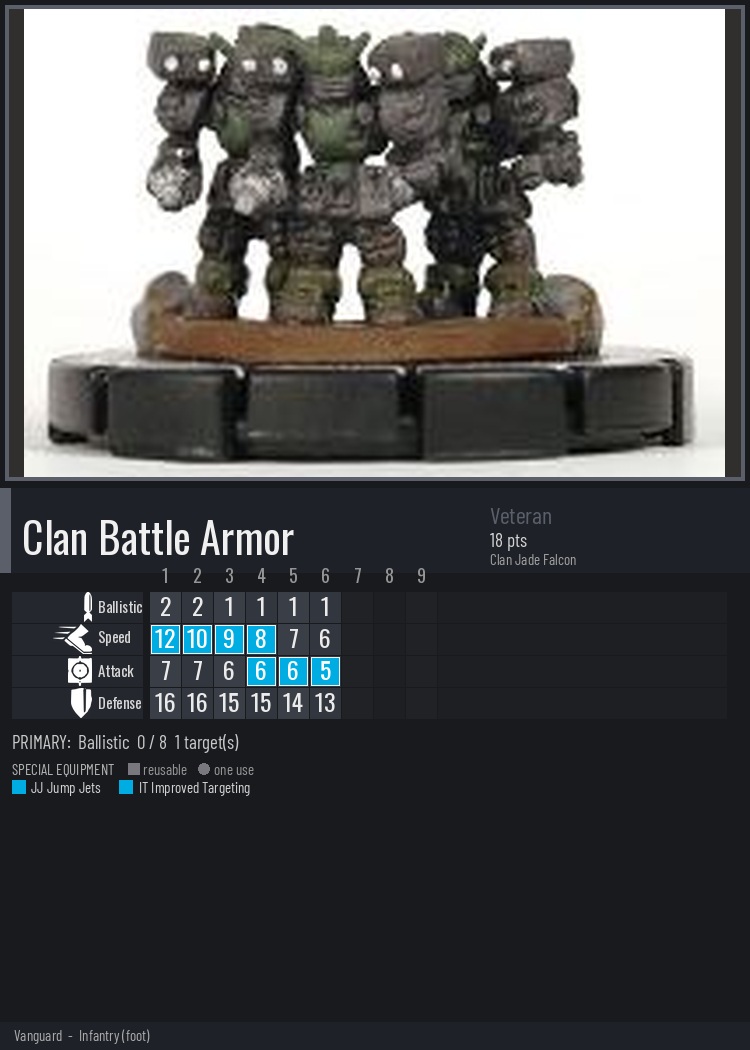 Clan Battle Armor
Veteran
18 pts
Clan Jade Falcon
1 2 3 4 5 6 7 8 9
Ballistic 2 2 1 1 1 1
Speed 12 10 9 8 7 6
Attack 7 7 6 6 6 5
Defense 16 16 15 15 14 13
PRIMARY: Ballistic 0 / 8 1 target(s)
SPECIAL EQUIPMENT reusable one use
JJ Jump Jets IT Improved Targeting
Vanguard - Infantry (foot)